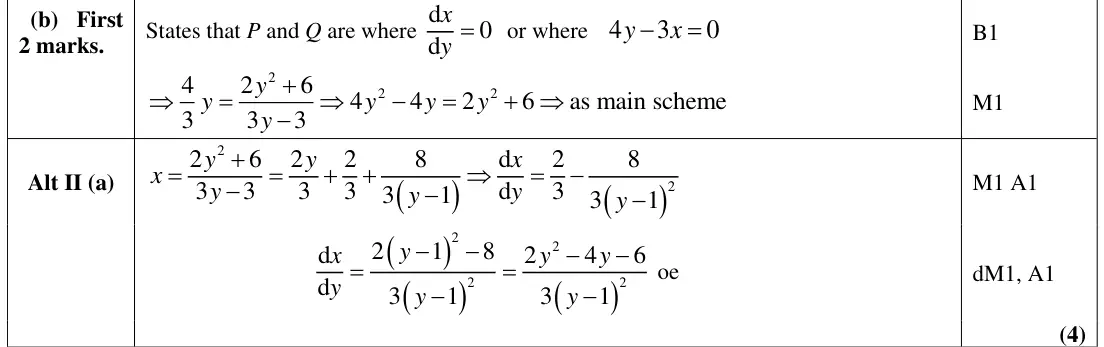 (b) First 2 marks. States that P and Q are where dx/dy = 0 or where 4y − 3x = 0 B1
⇒ 4/3 y = (2y² + 6)/(3y − 3) ⇒ 4y² − 4y = 2y² + 6 ⇒ as main scheme M1
Alt II (a) x = (2y² + 6)/(3y − 3) = 2y/3 + 2/3 + 8/(3(y − 1)) ⇒ dx/dy = 2/3 − 8/(3(y − 1)²) M1 A1
dx/dy = (2(y − 1)² − 8)/(3(y − 1)²) = (2y² − 4y − 6)/(3(y − 1)²) oe dM1, A1
(4)